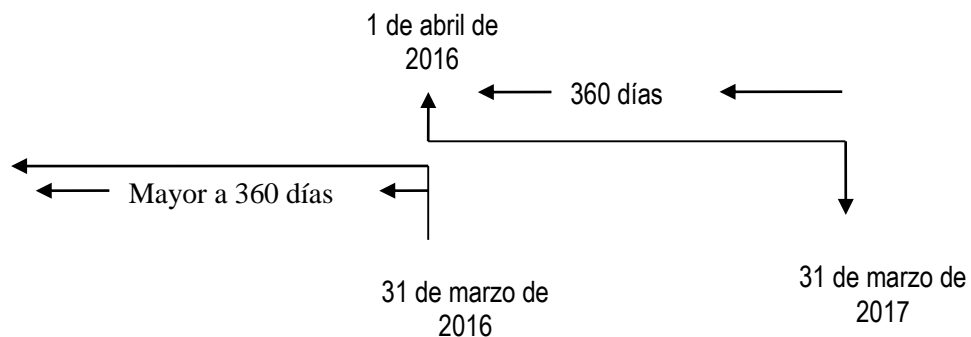 1 de abril de
2016
360 días
Mayor a 360 días
31 de marzo de
2016
31 de marzo de
2017